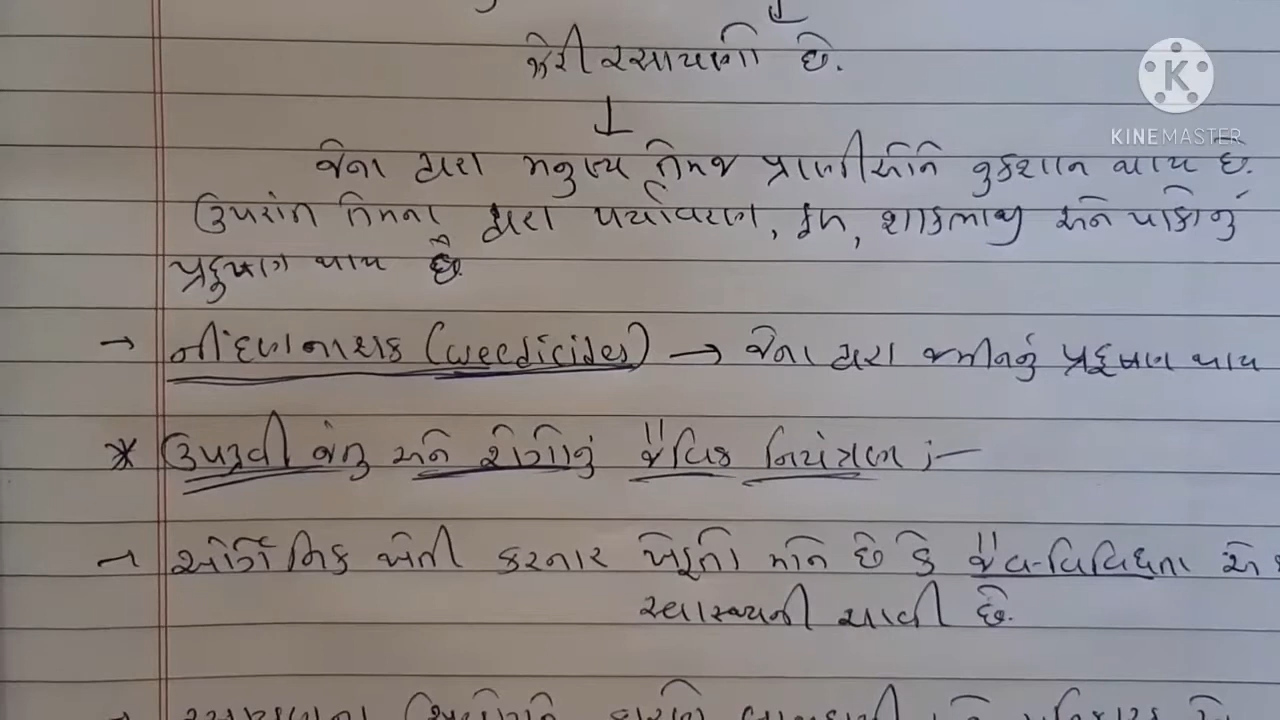 ઝેરી રસાયણો છે.
KINEMASTER
જેના દ્વારા મનુષ્ય તેમજ પ્રાણીઓને નુકશાન થાય છે.
ઉપરાંત તેમના દ્વારા પર્યાવરણ, ફળ, શાકભાજી અને પાકોનું
પ્રદુષણ થાય છે.
→ નીંદણનાશક (weedicides) → જેના દ્વારા જમીનનું પ્રદુષણ થાય
* ઉપદ્રવી જંતુ અને રોગોનું જૈવિક નિયંત્રણ :-
→ ઓર્ગેનિક ખેતી કરનાર ખેડૂતો માને છે કે જૈવ-વિવિધતા એ
સ્વાસ્થ્યની ચાવી છે.